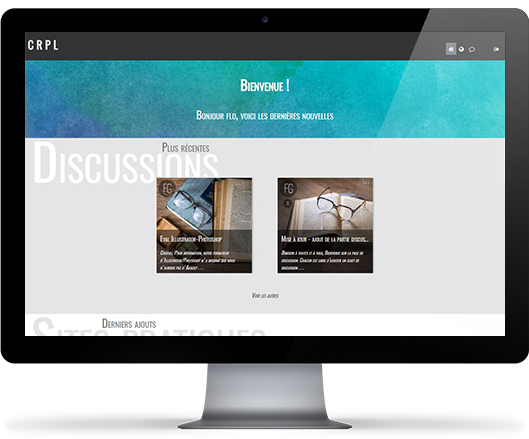 CRPL
Bienvenue !
Bonjour flo, voici les dernières nouvelles
Plus récentes
Discussions
FG
Eval Illustrator-Photoshop
Coucou, Pour information, notre formateur
d'Illustrator/Photoshop m'a informé que nous
n'aurons pas d'
FG
1
Mise à jour - ajout de la partie discus...
Bonjour à toutes et à tous, Bienvenue sur la page de
discussion. Chacun est libre d'ajouter un sujet de
discussion ...
Voir les autres
Derniers ajouts
Sites pratiques